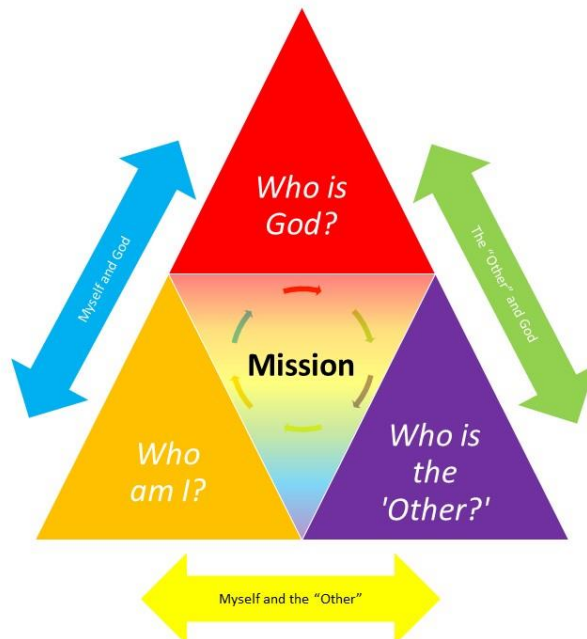 Who is
God?
Myself and God
The "Other" and God
Mission
Who
am I?
Who is
the
'Other?'
Myself and the “Other”